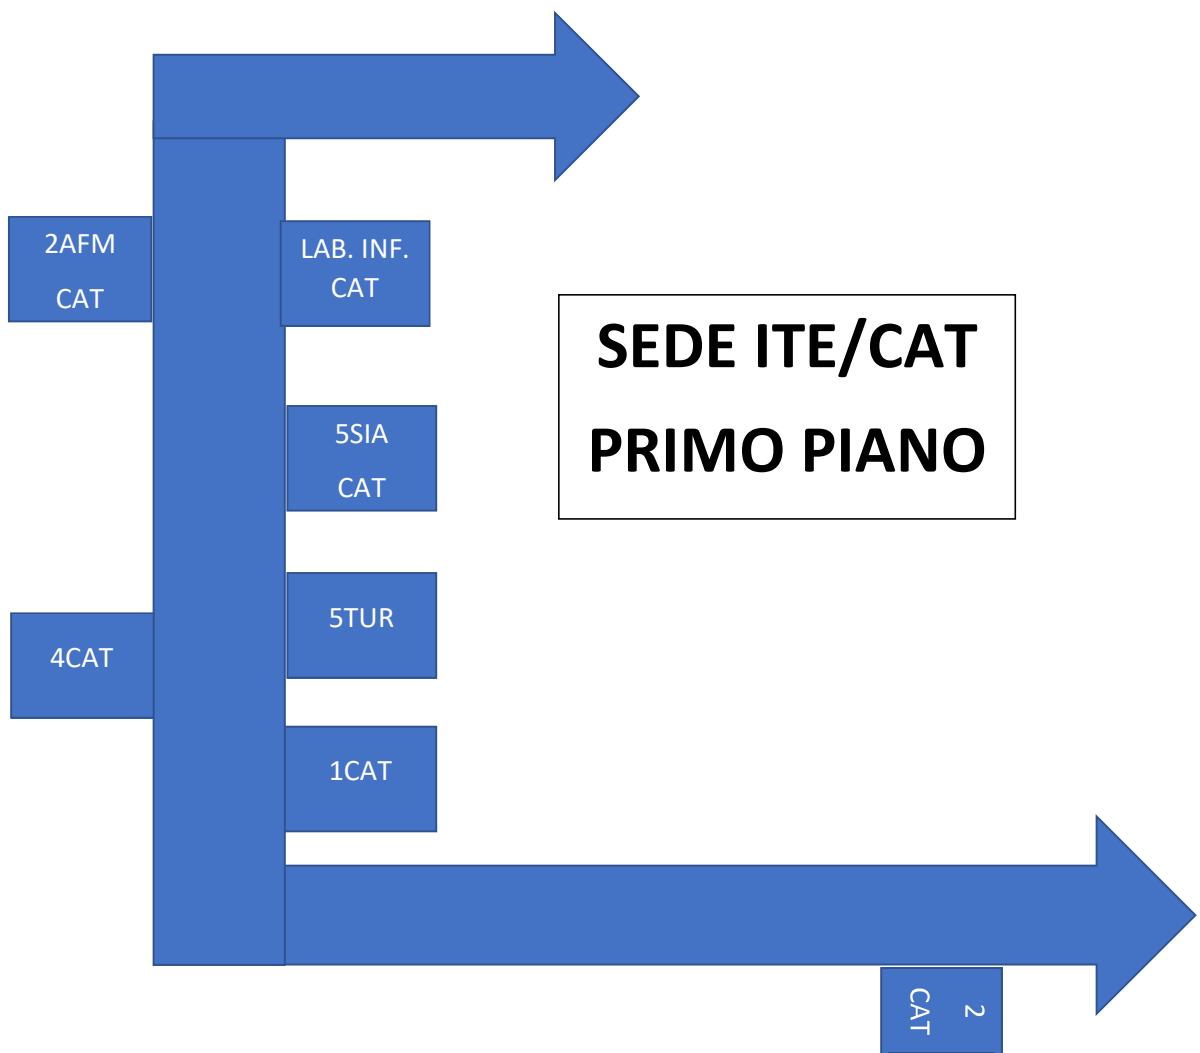 2AFM
CAT
LAB. INF.
CAT
SEDE ITE/CAT
PRIMO PIANO
5SIA
CAT
5TUR
4CAT
1CAT
2
CAT